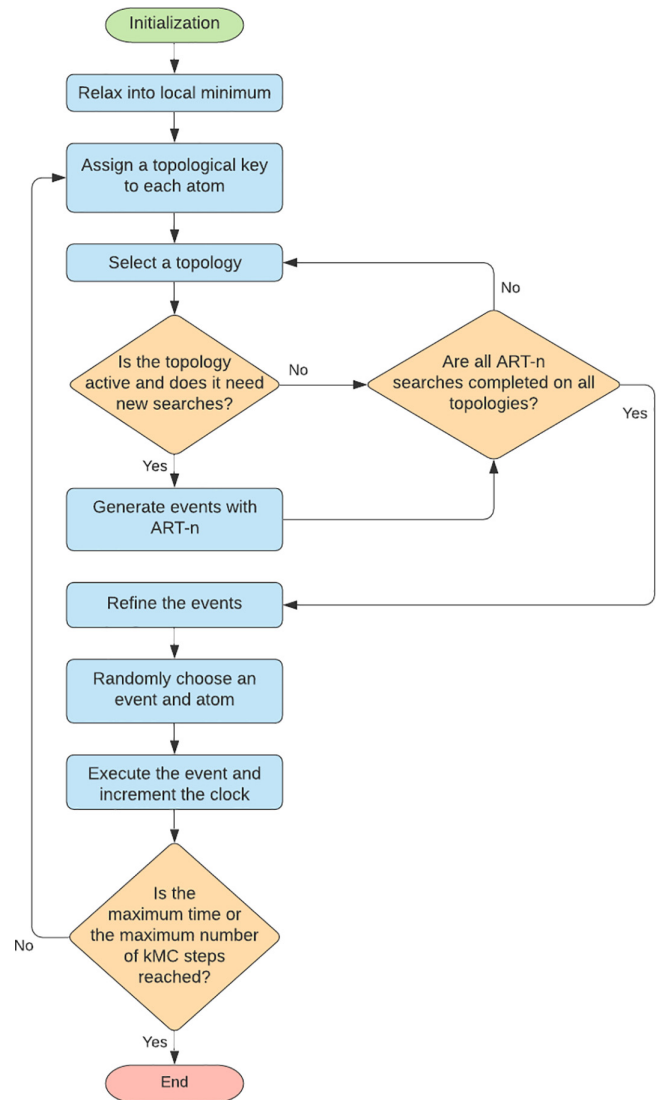 Initialization
Relax into local minimum
Assign a topological key
to each atom
Select a topology
No
Is the topology
active and does it need
new searches?
No
Are all ART-n
searches completed on all
topologies?
Yes
Yes
Generate events with
ART-n
Refine the events
Randomly choose an
event and atom
Execute the event and
increment the clock
Is the
maximum time or
the maximum number
of kMC steps
reached?
No
Yes
End